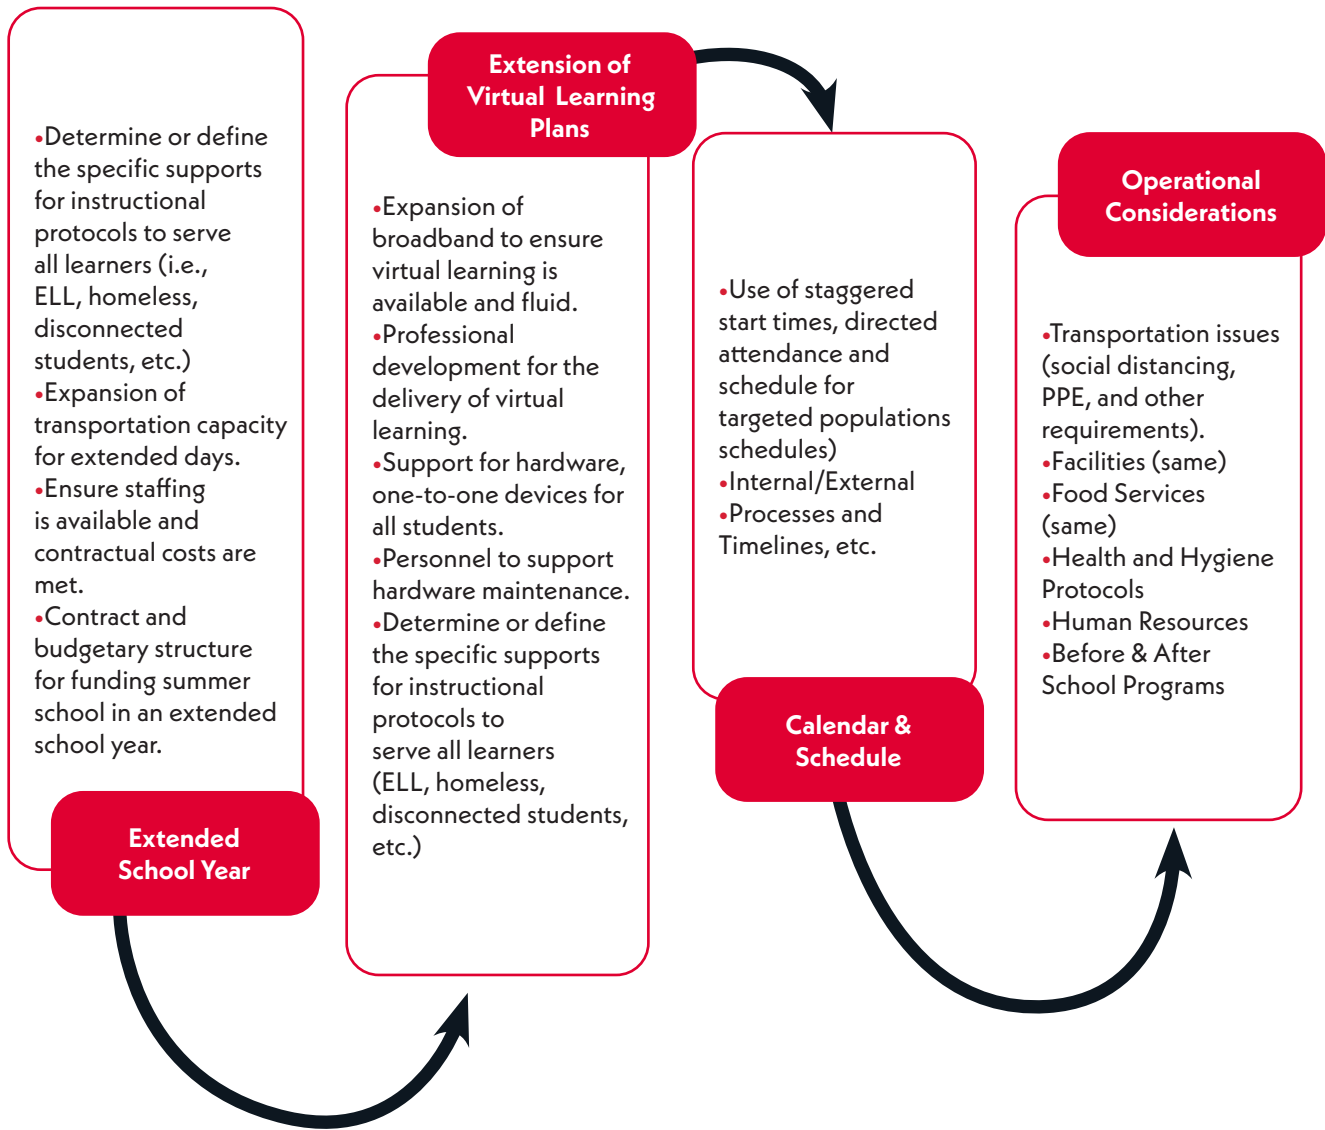 •Determine or define
the specific supports
for instructional
protocols to serve
all learners (i.e.,
ELL, homeless,
disconnected
students, etc.)
•Expansion of
transportation capacity
for extended days.
•Ensure staffing
is available and
contractual costs are
met.
•Contract and
budgetary structure
for funding summer
school in an extended
school year.
Extended
School Year
Extension of
Virtual Learning
Plans
•Expansion of
broadband to ensure
virtual learning is
available and fluid.
•Professional
development for the
delivery of virtual
learning.
•Support for hardware,
one-to-one devices for
all students.
•Personnel to support
hardware maintenance.
•Determine or define
the specific supports
for instructional
protocols to
serve all learners
(ELL, homeless,
disconnected students,
etc.)
•Use of staggered
start times, directed
attendance and
schedule for
targeted populations
schedules)
•Internal/External
•Processes and
Timelines, etc.
Calendar &
Schedule
Operational
Considerations
•Transportation issues
(social distancing,
PPE, and other
requirements).
•Facilities (same)
•Food Services
(same)
•Health and Hygiene
Protocols
•Human Resources
•Before & After
School Programs